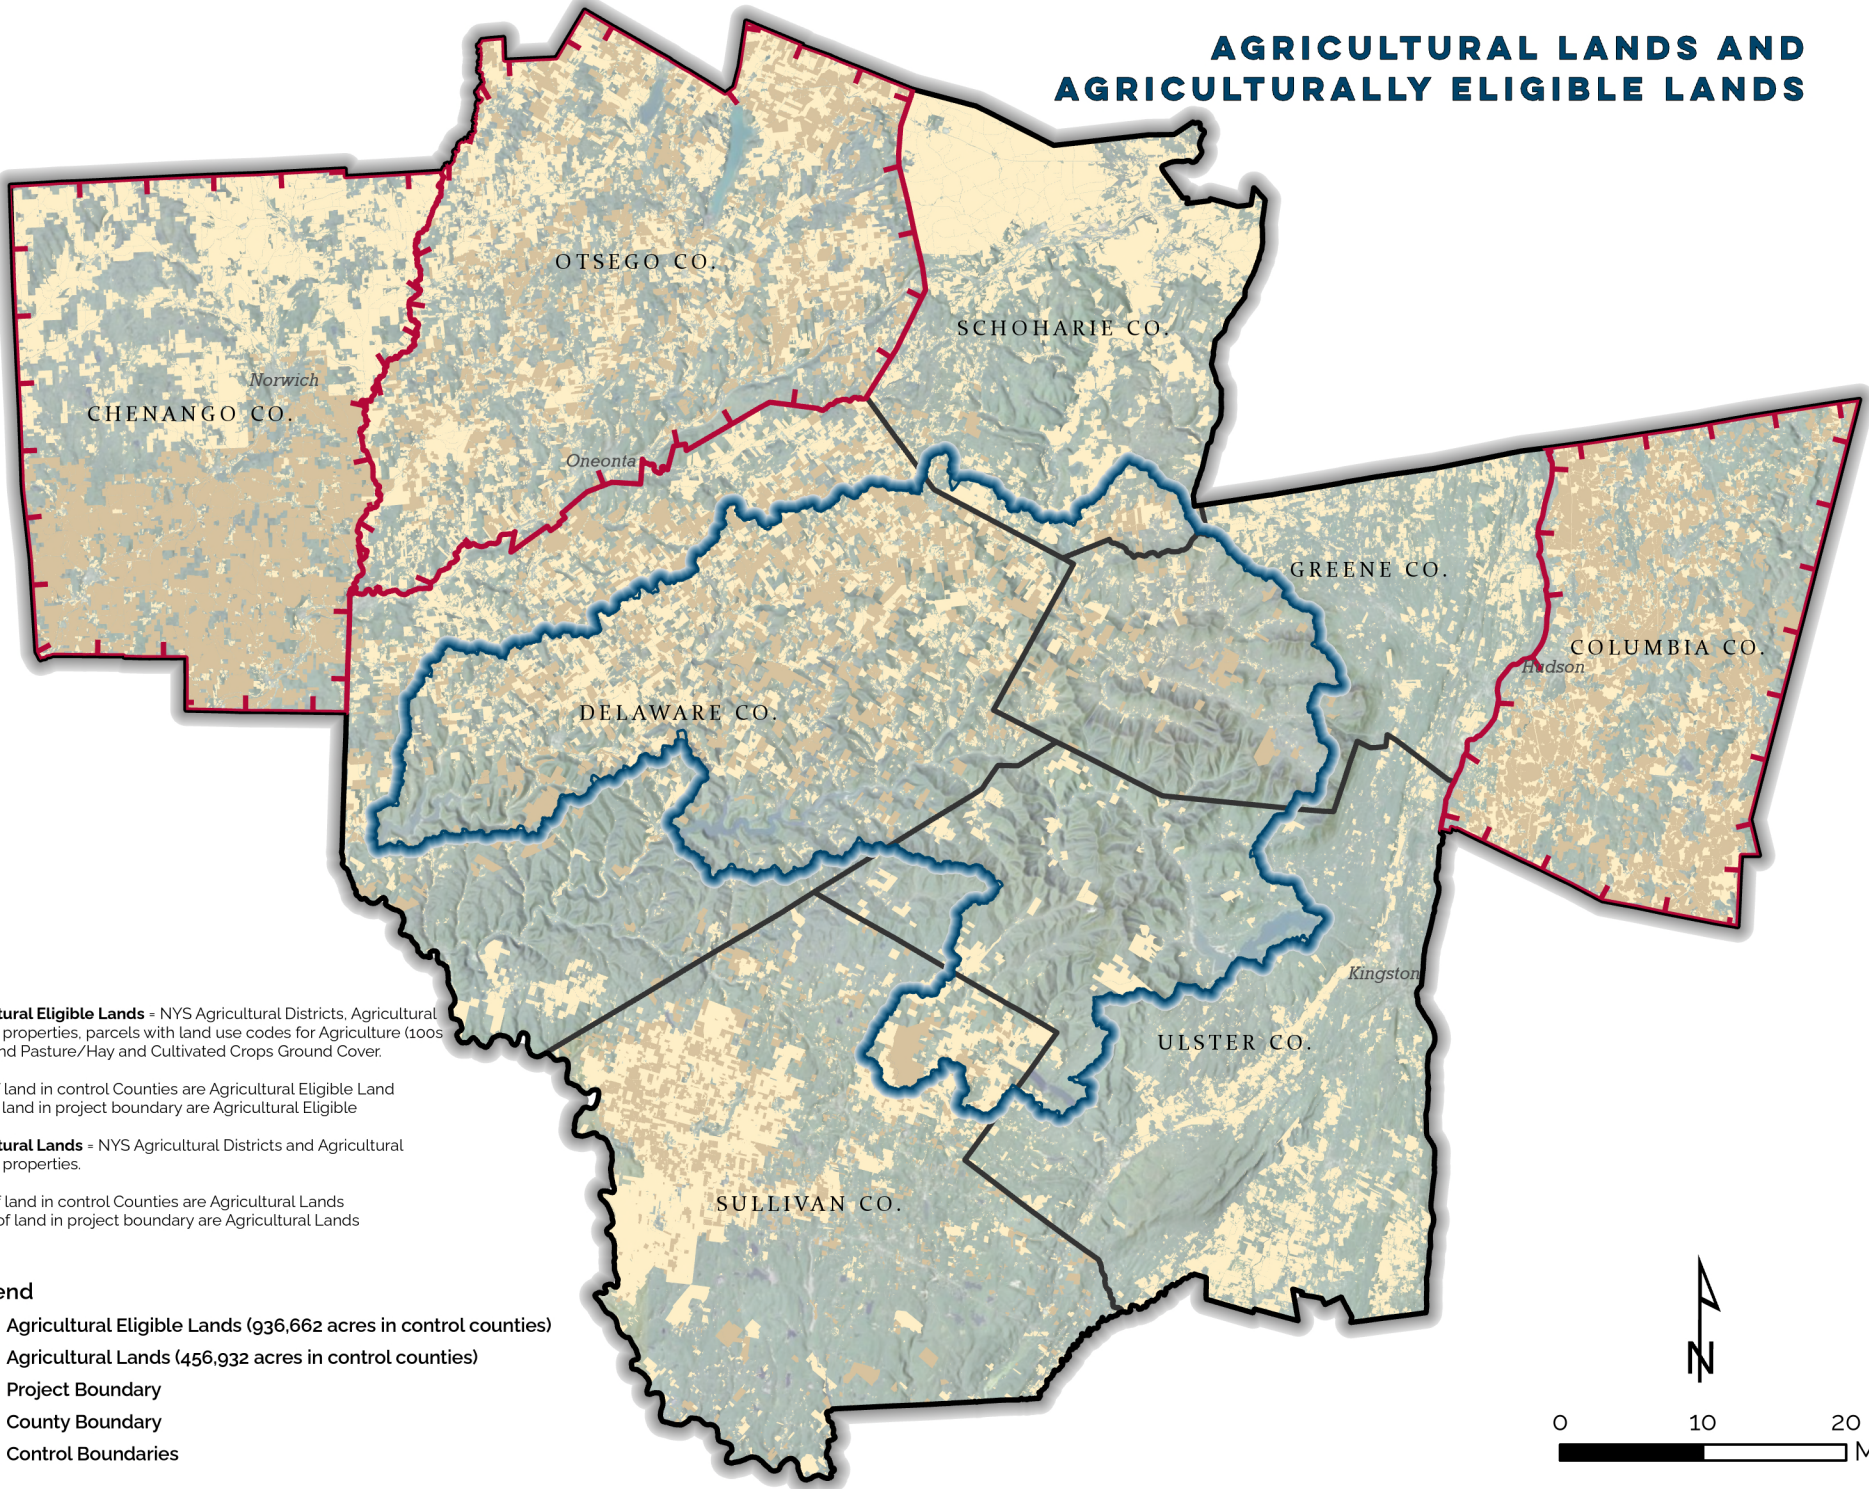 AGRICULTURAL LANDS AND
AGRICULTURALLY ELIGIBLE LANDS
OTSEGO CO.
SCHOHARIE CO.
Norwich
CHENANGO CO.
Oneonta
GREENE CO.
COLUMBIA CO.
Hudson
DELAWARE CO.
Kingston
ULSTER CO.
SULLIVAN CO.
tural Eligible Lands = NYS Agricultural Districts, Agricultural
properties, parcels with land use codes for Agriculture (100s
nd Pasture/Hay and Cultivated Crops Ground Cover.
land in control Counties are Agricultural Eligible Land
land in project boundary are Agricultural Eligible
tural Lands = NYS Agricultural Districts and Agricultural
properties.
land in control Counties are Agricultural Lands
of land in project boundary are Agricultural Lands
end
Agricultural Eligible Lands (936,662 acres in control counties)
Agricultural Lands (456,932 acres in control counties)
Project Boundary
County Boundary
Control Boundaries
N
0 10 20
M